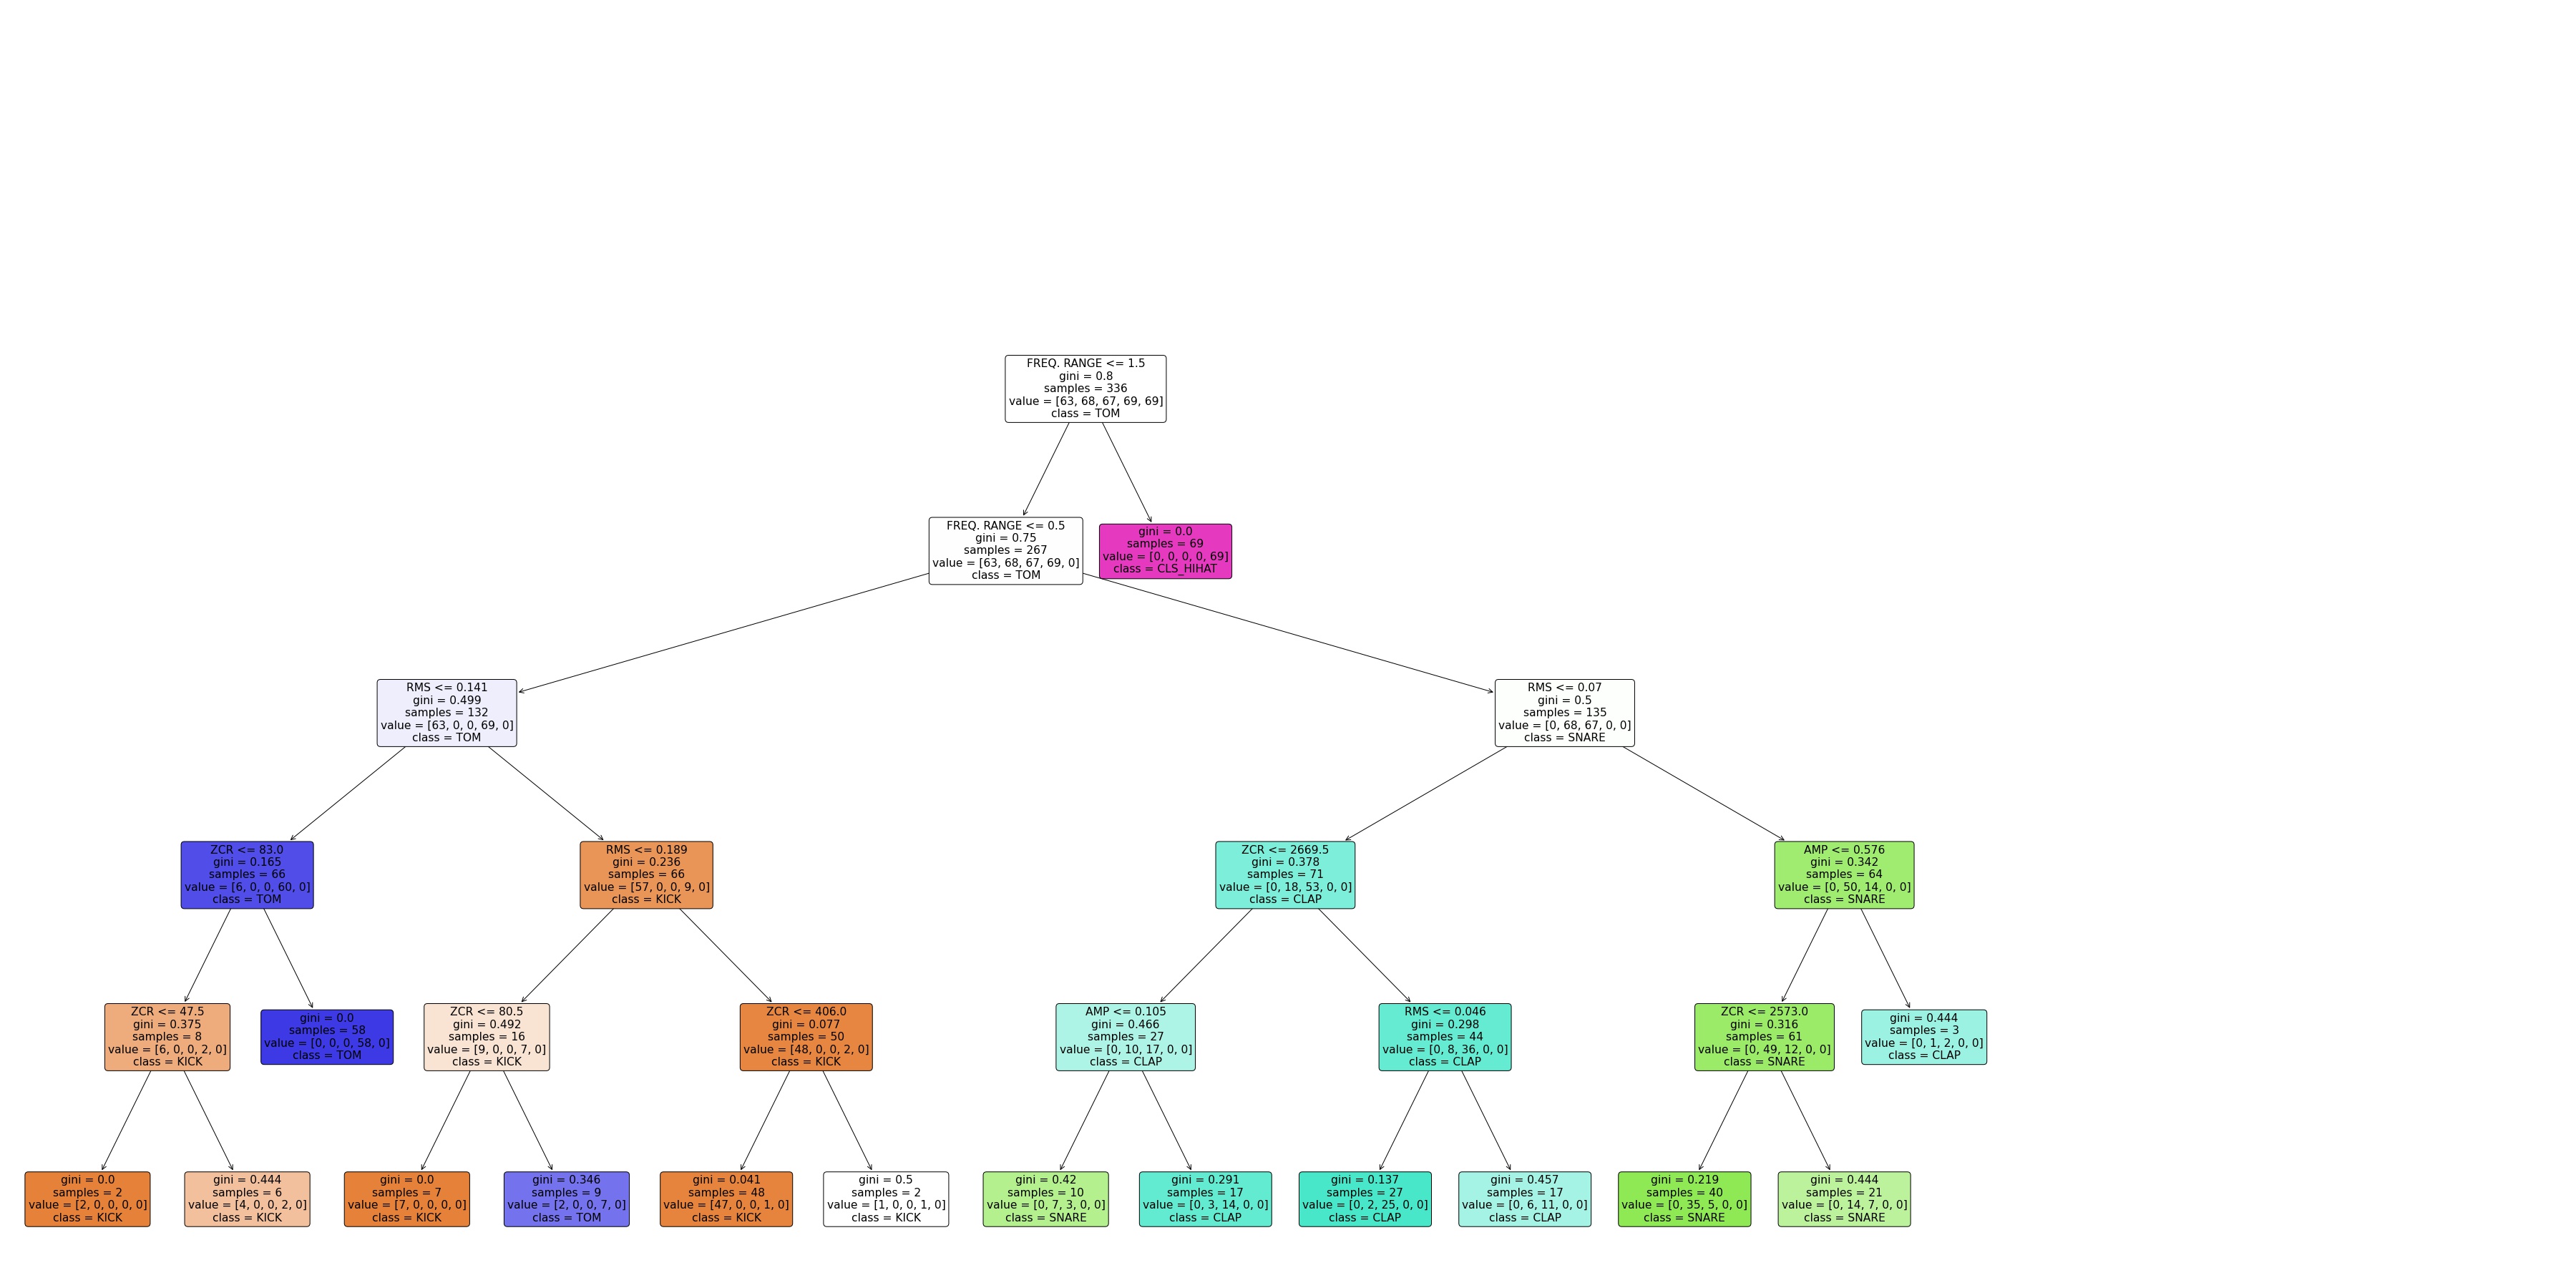 FREQ. RANGE <= 1.5
gini = 0.8
samples = 336
value = [63, 68, 67, 69, 69]
class = TOM
FREQ. RANGE <= 0.5
gini = 0.75
samples = 267
value = [63, 68, 67, 69, 0]
class = TOM
gini = 0.0
samples = 69
value = [0, 0, 0, 0, 69]
class = CLS_HIHAT
RMS <= 0.141
gini = 0.499
samples = 132
value = [63, 0, 0, 69, 0]
class = TOM
RMS <= 0.07
gini = 0.5
samples = 135
value = [0, 68, 67, 0, 0]
class = SNARE
ZCR <= 83.0
gini = 0.165
samples = 66
value = [6, 0, 0, 60, 0]
class = TOM
RMS <= 0.189
gini = 0.236
samples = 66
value = [57, 0, 0, 9, 0]
class = KICK
ZCR <= 2669.5
gini = 0.378
samples = 71
value = [0, 18, 53, 0, 0]
class = CLAP
AMP <= 0.576
gini = 0.342
samples = 64
value = [0, 50, 14, 0, 0]
class = SNARE
ZCR <= 47.5
gini = 0.375
samples = 8
value = [6, 0, 0, 2, 0]
class = KICK
gini = 0.0
samples = 58
value = [0, 0, 0, 58, 0]
class = TOM
ZCR <= 80.5
gini = 0.492
samples = 16
value = [9, 0, 0, 7, 0]
class = KICK
ZCR <= 406.0
gini = 0.077
samples = 50
value = [48, 0, 0, 2, 0]
class = KICK
AMP <= 0.105
gini = 0.466
samples = 27
value = [0, 10, 17, 0, 0]
class = CLAP
RMS <= 0.046
gini = 0.298
samples = 44
value = [0, 8, 36, 0, 0]
class = CLAP
ZCR <= 2573.0
gini = 0.316
samples = 61
value = [0, 49, 12, 0, 0]
class = SNARE
gini = 0.444
samples = 3
value = [0, 1, 2, 0, 0]
class = CLAP
gini = 0.0
samples = 2
value = [2, 0, 0, 0, 0]
class = KICK
gini = 0.444
samples = 6
value = [4, 0, 0, 2, 0]
class = KICK
gini = 0.0
samples = 7
value = [7, 0, 0, 0, 0]
class = KICK
gini = 0.346
samples = 9
value = [2, 0, 0, 7, 0]
class = TOM
gini = 0.041
samples = 48
value = [47, 0, 0, 1, 0]
class = KICK
gini = 0.5
samples = 2
value = [1, 0, 0, 1, 0]
class = KICK
gini = 0.42
samples = 10
value = [0, 7, 3, 0, 0]
class = SNARE
gini = 0.291
samples = 17
value = [0, 3, 14, 0, 0]
class = CLAP
gini = 0.137
samples = 27
value = [0, 2, 25, 0, 0]
class = CLAP
gini = 0.457
samples = 17
value = [0, 6, 11, 0, 0]
class = CLAP
gini = 0.219
samples = 40
value = [0, 35, 5, 0, 0]
class = SNARE
gini = 0.444
samples = 21
value = [0, 14, 7, 0, 0]
class = SNARE